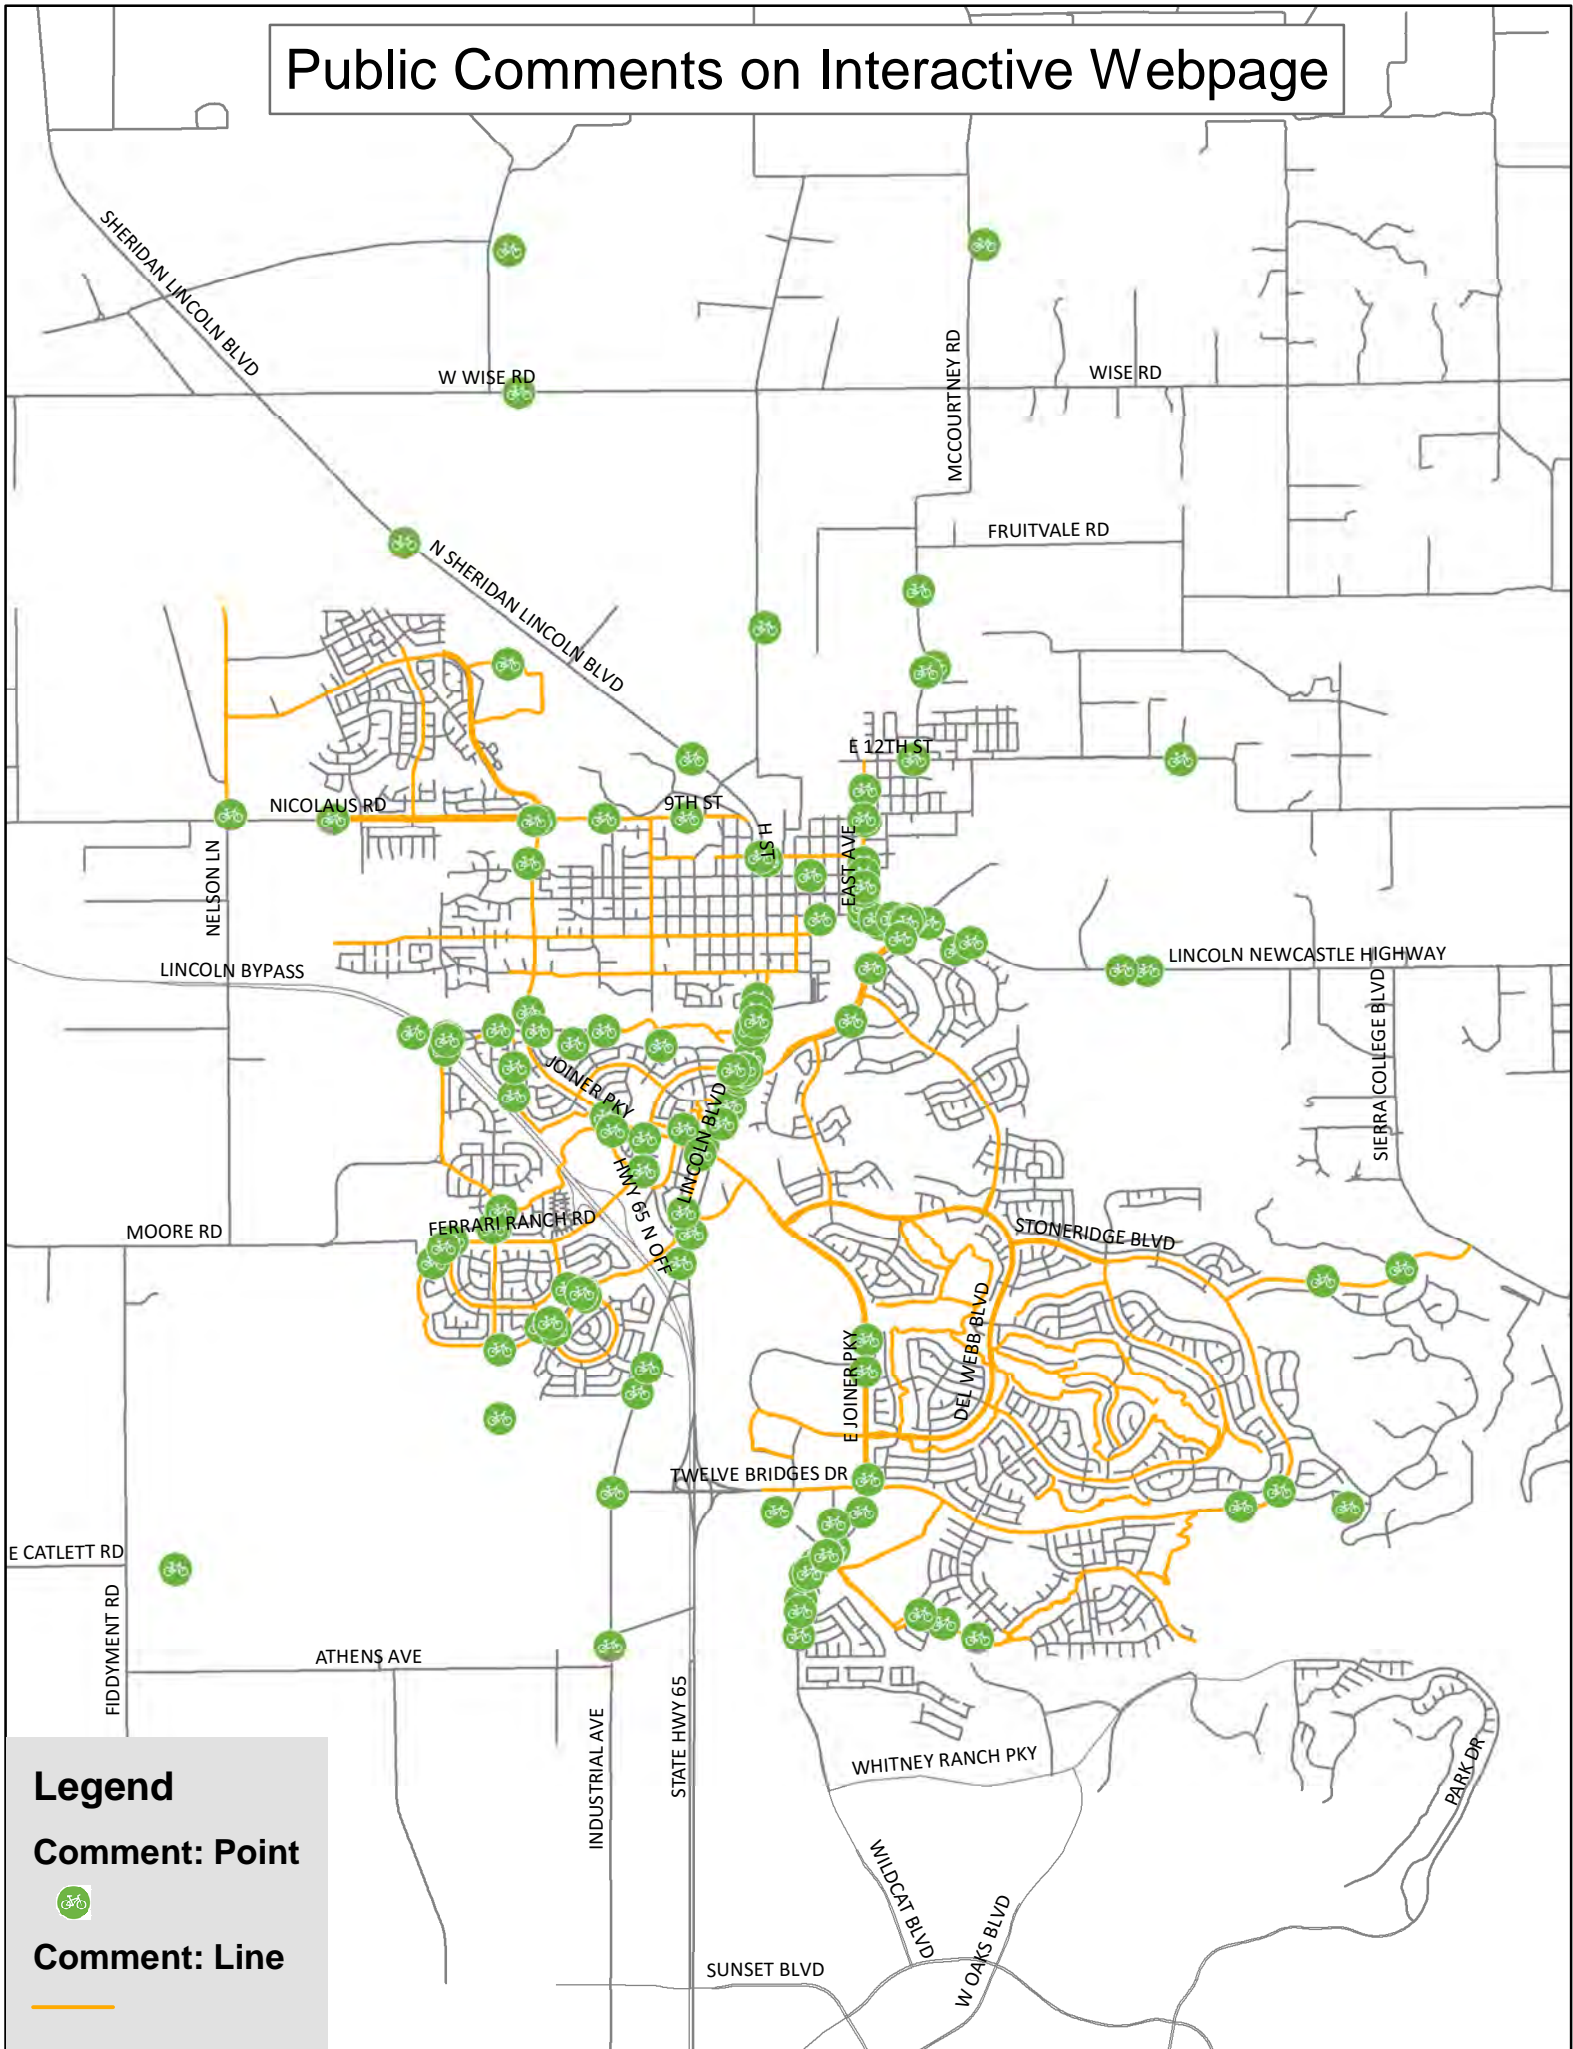 Public Comments on Interactive Webpage
SHERIDAN LINCOLN BLVD
W WISE RD
WISE RD
MCCOURTNEY RD
FRUITVALE RD
N SHERIDAN LINCOLN BLVD
E 12TH ST
NICOLAUS RD
9TH ST
H ST
EAST AVE
NELSON LN
LINCOLN BYPASS
LINCOLN NEWCASTLE HIGHWAY
SIERRA COLLEGE BLVD
JOINER PKY
LINCOLN BLVD
HWY 65 N OFF
MOORE RD
FERRARI RANCH RD
STONERIDGE BLVD
DEL WEBB BLVD
E JOINER PKY
TWELVE BRIDGES DR
E CATLETT RD
FIDDYMENT RD
ATHENS AVE
INDUSTRIAL AVE
STATE HWY 65
WHITNEY RANCH PKY
PARK DR
WILDCAT BLVD
W OAKS BLVD
SUNSET BLVD
Legend
Comment: Point
Comment: Line